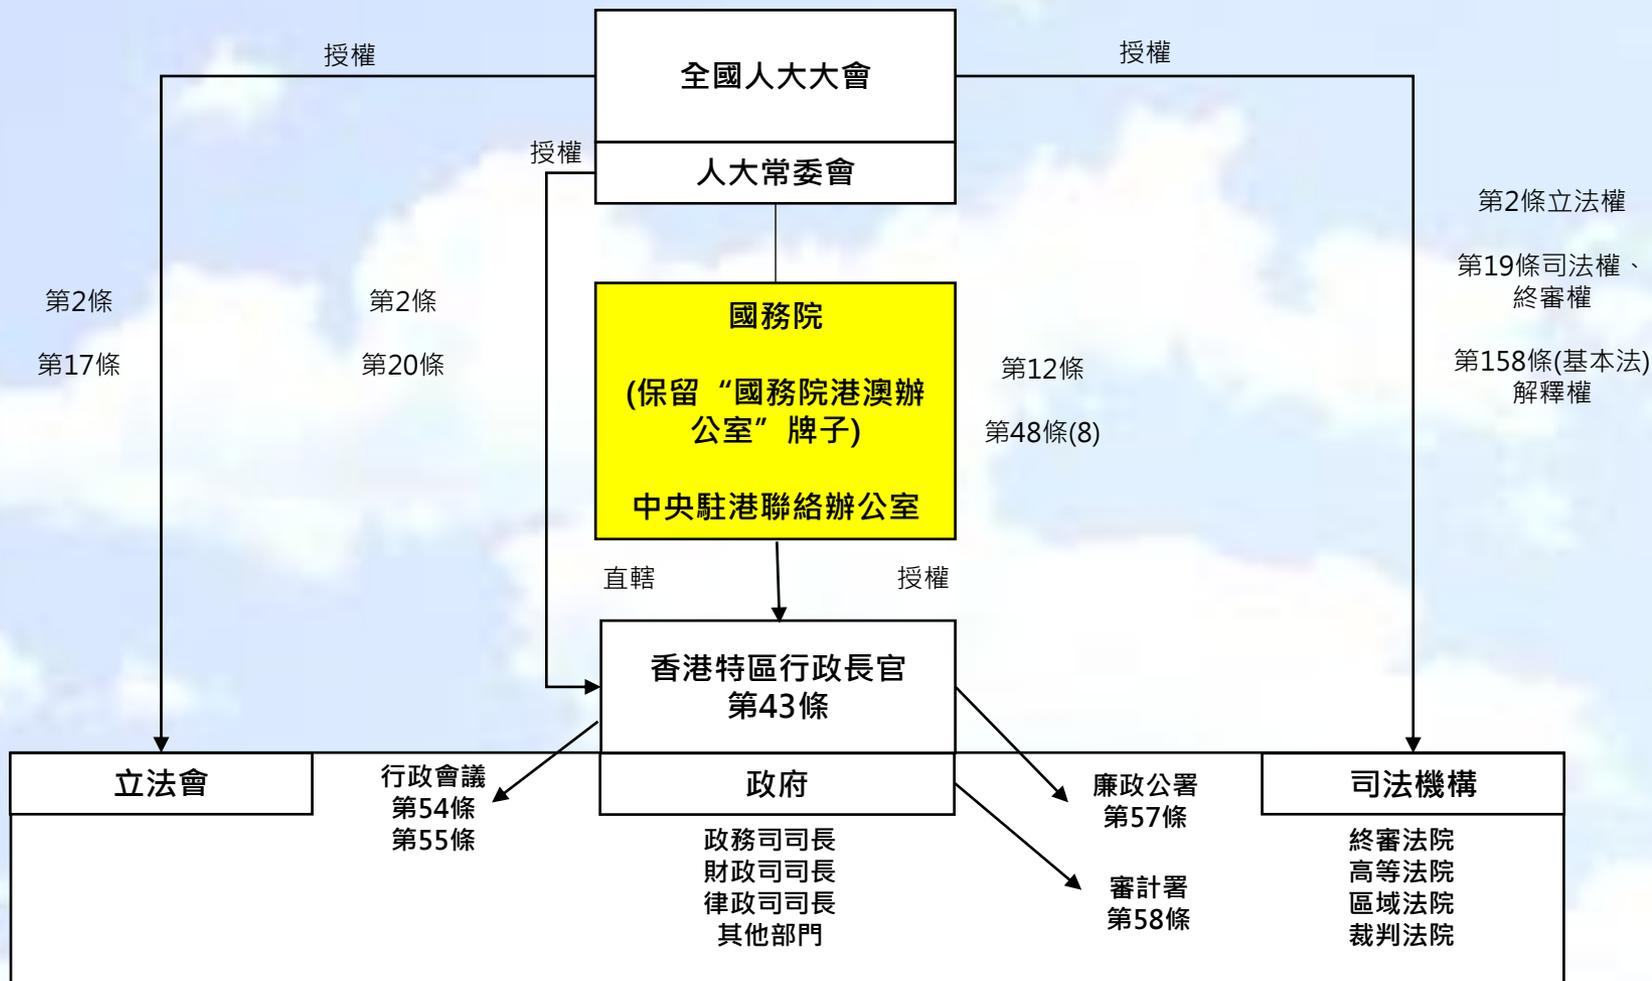 授權
全國人大大會
授權
授權
人大常委會
第2條
第17條
第2條
第20條
國務院
(保留“國務院港澳辦
公室”牌子)
中央駐港聯絡辦公室
第12條
第48條(8)
第2條立法權
第19條司法權、
終審權
第158條(基本法)
解釋權
直轄
授權
香港特區行政長官
第43條
立法會
行政會議
第54條
第55條
政府
政務司司長
財政司司長
律政司司長
其他部門
廉政公署
第57條
審計署
第58條
司法機構
終審法院
高等法院
區域法院
裁判法院